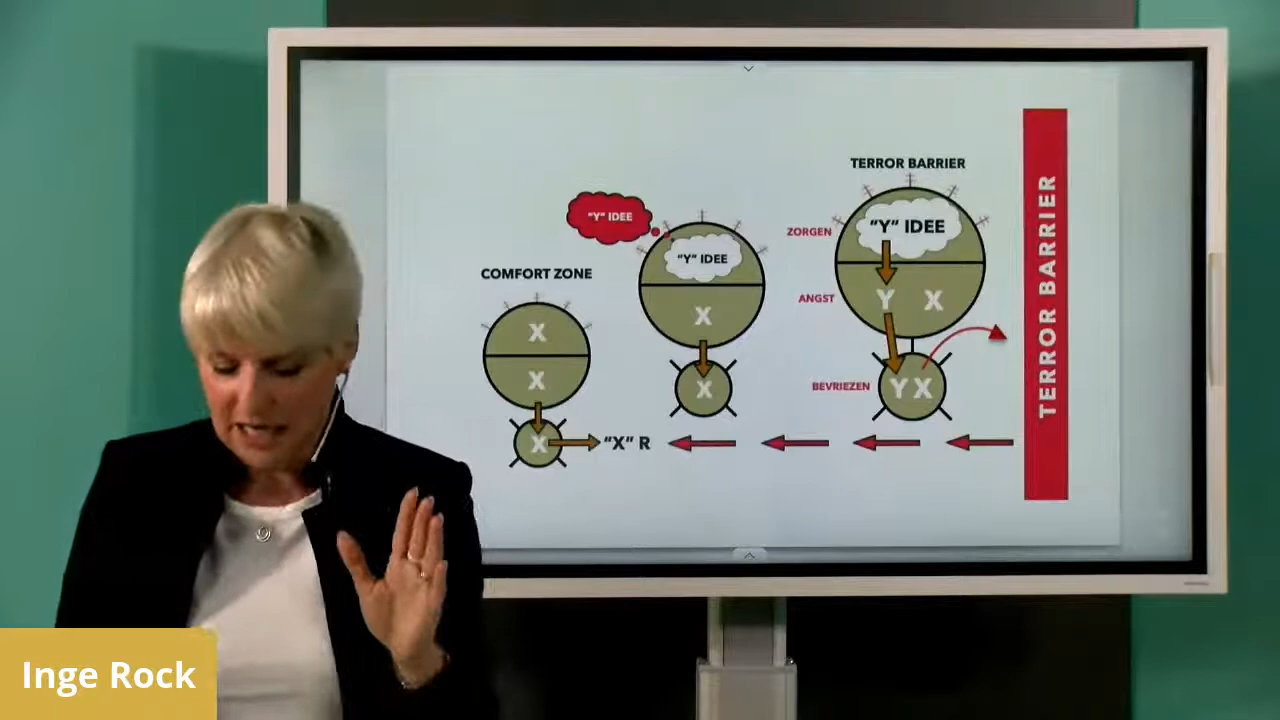 TERROR BARRIER
"Y" IDEE
"Y" IDEE
"Y" IDEE
ZORGEN
COMFORT ZONE
ANGST
Y X
X
X
X
X
BEVRIEZEN
Y X
X
"X" R
TERROR BARRIER
Inge Rock